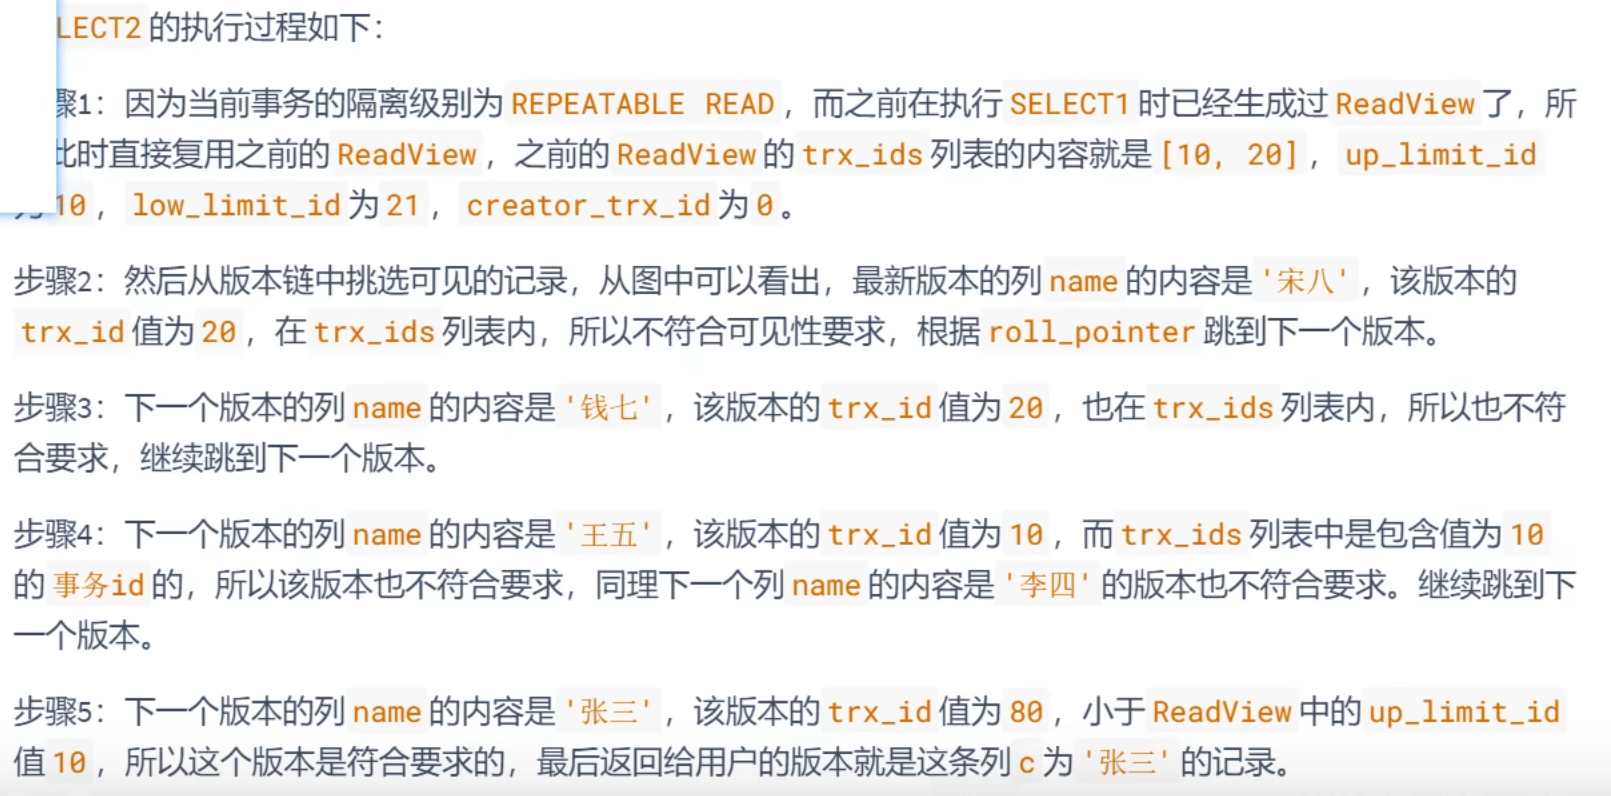 LECT2 的执行过程如下：
骤1：因为当前事务的隔离级别为 REPEATABLE READ ，而之前在执行 SELECT1 时已经生成过 ReadView 了，所
此时直接复用之前的 ReadView ，之前的 ReadView 的 trx_ids 列表的内容就是 [10, 20] ， up_limit_id
为 10 ， low_limit_id 为 21 ， creator_trx_id 为 0 。
步骤2：然后从版本链中挑选可见的记录，从图中可以看出，最新版本的列 name 的内容是 '宋八' ，该版本的
trx_id 值为 20 ，在 trx_ids 列表内，所以不符合可见性要求，根据 roll_pointer 跳到下一个版本。
步骤3：下一个版本的列 name 的内容是 '钱七' ，该版本的 trx_id 值为 20 ，也在 trx_ids 列表内，所以也不符
合要求，继续跳到下一个版本。
步骤4：下一个版本的列 name 的内容是 '王五' ，该版本的 trx_id 值为 10 ，而 trx_ids 列表中是包含值为 10
的 事务id 的，所以该版本也不符合要求，同理下一个列 name 的内容是 '李四' 的版本也不符合要求。继续跳到下
一个版本。
步骤5：下一个版本的列 name 的内容是 '张三' ，该版本的 trx_id 值为 80 ，小于 ReadView 中的 up_limit_id
值 10 ，所以这个版本是符合要求的，最后返回给用户的版本就是这条列 c 为 '张三' 的记录。